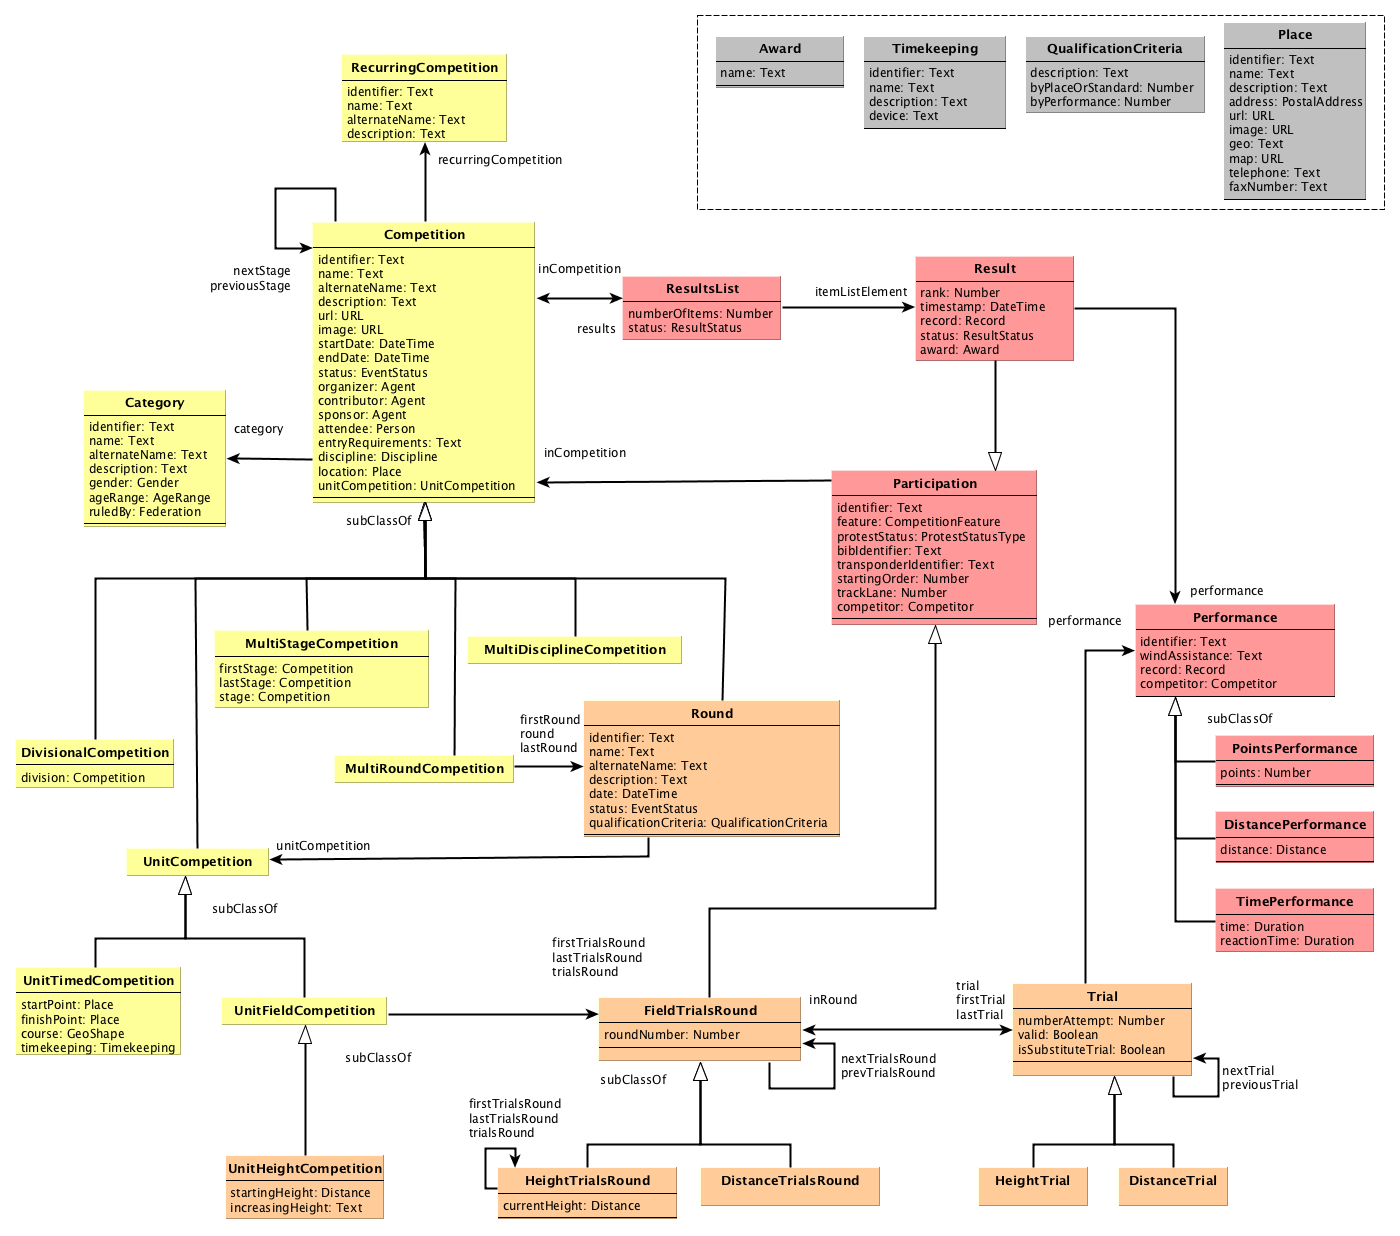 Award
name: Text
Timekeeping
identifier: Text
name: Text
description: Text
device: Text
QualificationCriteria
description: Text
byPlaceOrStandard: Number
byPerformance: Number
Place
identifier: Text
name: Text
description: Text
address: PostalAddress
url: URL
image: URL
geo: Text
map: URL
telephone: Text
faxNumber: Text
RecurringCompetition
identifier: Text
name: Text
alternateName: Text
description: Text
recurringCompetition
nextStage
previousStage
Competition
identifier: Text
name: Text
alternateName: Text
description: Text
url: URL
image: URL
startDate: DateTime
endDate: DateTime
status: EventStatus
organizer: Agent
contributor: Agent
sponsor: Agent
attendee: Person
entryRequirements: Text
discipline: Discipline
location: Place
unitCompetition: UnitCompetition
inCompetition
results
ResultsList
numberOfItems: Number
status: ResultStatus
itemListElement
Result
rank: Number
timestamp: DateTime
record: Record
status: ResultStatus
award: Award
Category
identifier: Text
name: Text
alternateName: Text
description: Text
gender: Gender
ageRange: AgeRange
ruledBy: Federation
category
inCompetition
subClassOf
Participation
identifier: Text
feature: CompetitionFeature
protestStatus: ProtestStatusType
bibIdentifier: Text
transponderIdentifier: Text
startingOrder: Number
trackLane: Number
competitor: Competitor
performance
performance
Performance
identifier: Text
windAssistance: Text
record: Record
competitor: Competitor
subClassOf
PointsPerformance
points: Number
DistancePerformance
distance: Distance
TimePerformance
time: Duration
reactionTime: Duration
MultiStageCompetition
firstStage: Competition
lastStage: Competition
stage: Competition
MultiDisciplineCompetition
DivisionalCompetition
division: Competition
MultiRoundCompetition
firstRound
round
lastRound
Round
identifier: Text
name: Text
alternateName: Text
description: Text
date: DateTime
status: EventStatus
qualificationCriteria: QualificationCriteria
unitCompetition
UnitCompetition
subClassOf
UnitTimedCompetition
startPoint: Place
finishPoint: Place
course: GeoShape
timekeeping: Timekeeping
UnitFieldCompetition
subClassOf
firstTrialsRound
lastTrialsRound
trialsRound
FieldTrialsRound
roundNumber: Number
inRound
trial
firstTrial
lastTrial
Trial
numberAttempt: Number
valid: Boolean
isSubstituteTrial: Boolean
nextTrialsRound
prevTrialsRound
nextTrial
previousTrial
subClassOf
firstTrialsRound
lastTrialsRound
trialsRound
UnitHeightCompetition
startingHeight: Distance
increasingHeight: Text
HeightTrialsRound
currentHeight: Distance
DistanceTrialsRound
HeightTrial
DistanceTrial